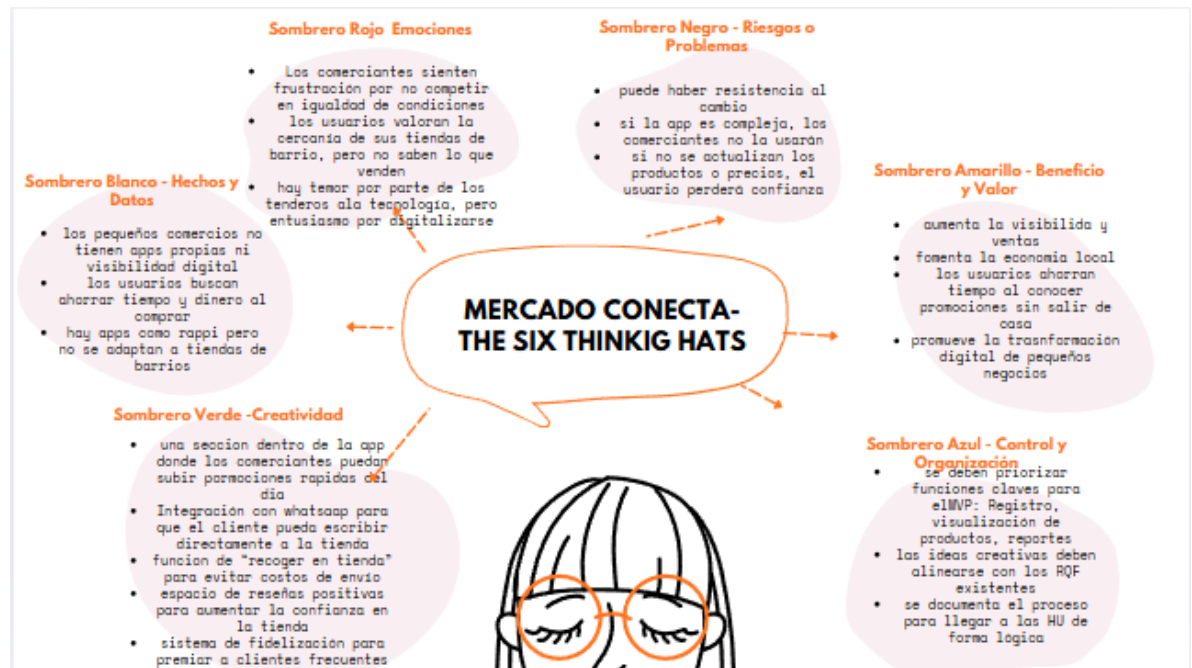 Sombrero Rojo Emociones
• Los comerciantes sienten
frustración por no competir
en igualdad de condiciones
• los usuarios valoran la
cercanía de sus tiendas de
barrio, pero no saben lo que
venden
• hay temor por parte de los
tenderos ala tecnología, pero
entusiasmo por digitalizarse
Sombrero Negro - Riesgos o
Problemas
• puede haber resistencia al
cambio
• si la app es compleja, los
comerciantes no la usarán
• si no se actualizan los
productos o precios, el
usuario perderá confianza
Sombrero Blanco - Hechos y
Datos
• los pequeños comercios no
tienen apps propias ni
visibilidad digital
• los usuarios buscan
ahorrar tiempo y dinero al
comprar
• hay apps como rappi pero
no se adaptan a tiendas de
barrios
MERCADO CONECTA-
THE SIX THINKIG HATS
Sombrero Amarillo - Beneficio
y Valor
• aumenta la visibilida y
ventas
• fomenta la economia local
• los usuarios ahorran
tiempo al conocer
promociones sin salir de
casa
• promueve la trasnformación
digital de pequeños
negocios
Sombrero Verde -Creatividad
• una seccion dentro de la app
donde los comerciantes puedan
subir pormociones rapidas del
día
• Integración con whatsaap para
que el cliente pueda escribir
directamente a la tienda
• funcion de "recoger en tienda"
para evitar costos de envío
• espacio de reseñas positivas
para aumentar la confianza en
la tienda
• sistema de fidelización para
premiar a clientes frecuentes
Sombrero Azul - Control y
Organización
• se deben priorizar
funciones claves para
elMVP: Registro,
visualización de
productos, reportes
• las ideas creativas deben
alinearse con los RQF
existentes
• se documenta el proceso
para llegar a las HU de
forma lógica